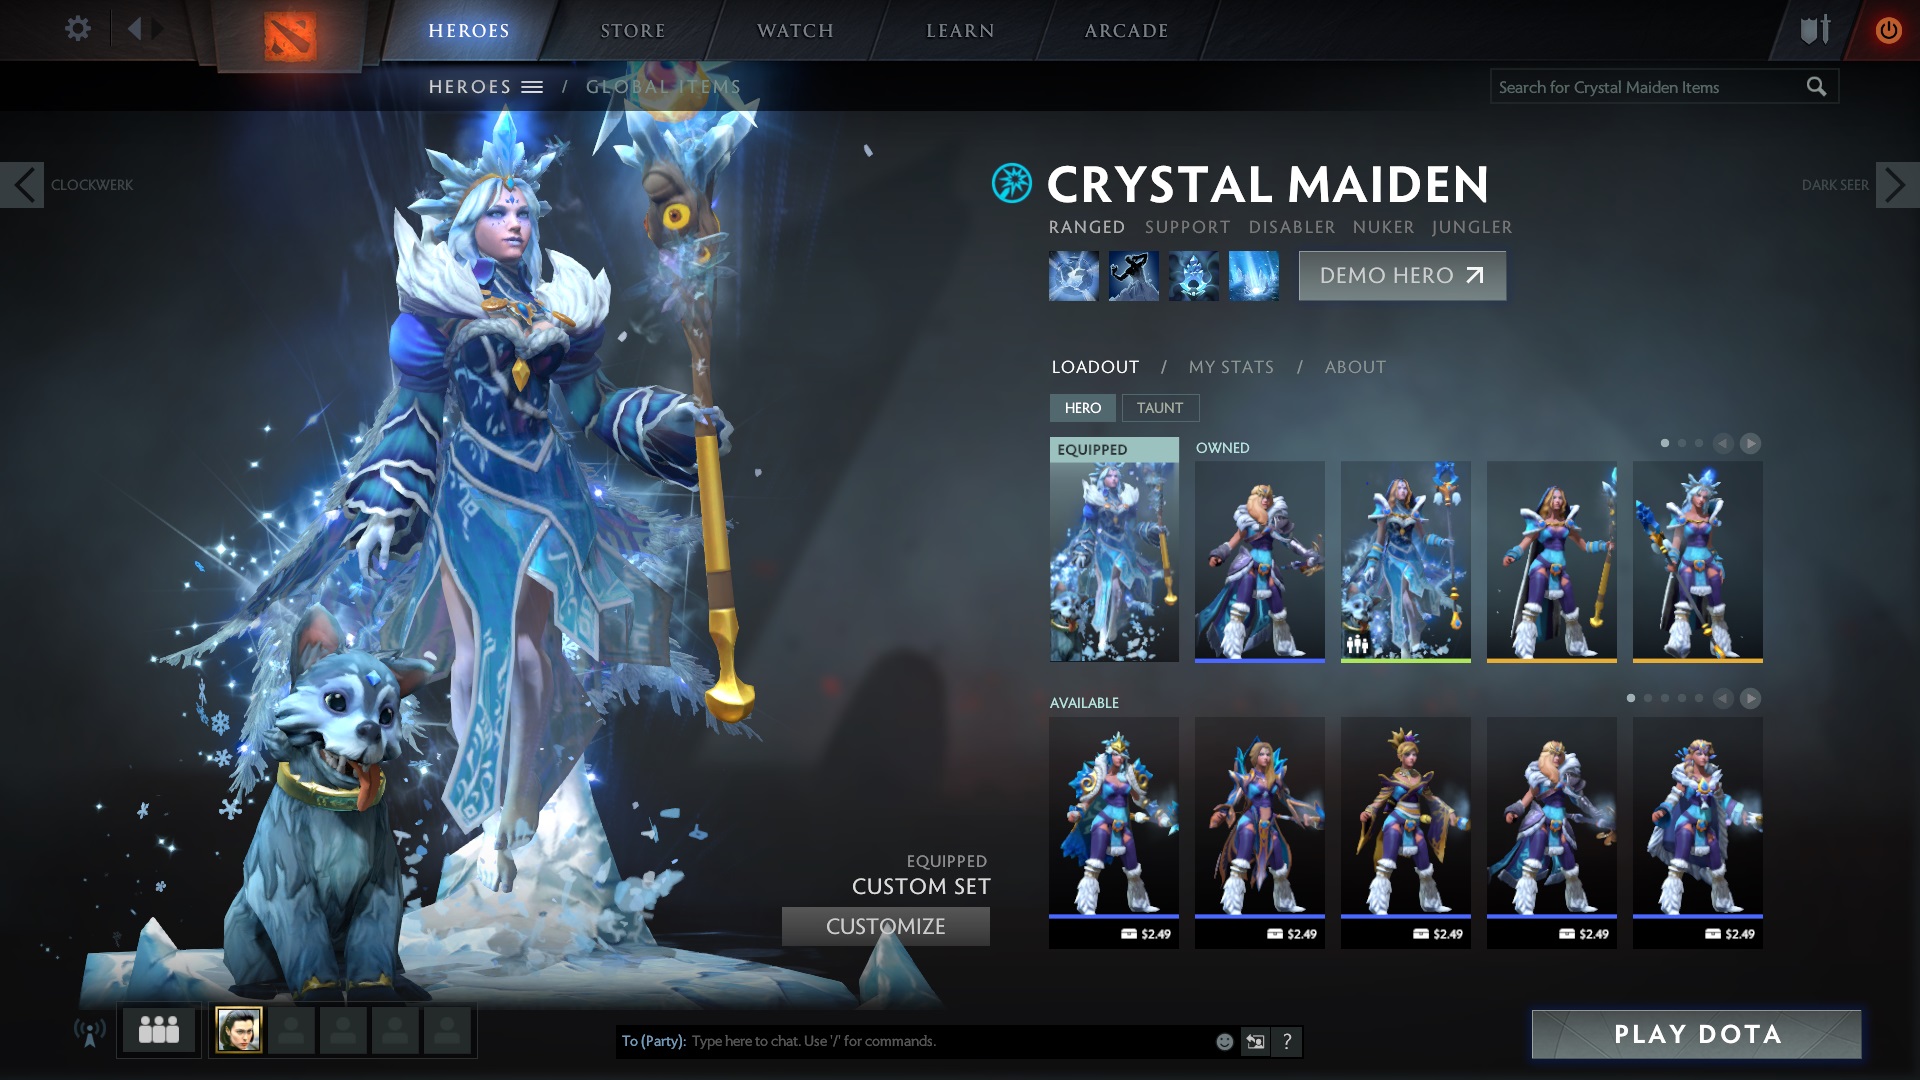 HEROES
STORE
WATCH
LEARN
ARCADE
HEROES / GLOBAL ITEMS
Search for Crystal Maiden Items
CLOCKWERK
CRYSTAL MAIDEN
DARK SEER
RANGED SUPPORT DISABLER NUKER JUNGLER
DEMO HERO
LOADOUT / MY STATS / ABOUT
HERO TAUNT
EQUIPPED
OWNED
AVAILABLE
EQUIPPED
CUSTOM SET
CUSTOMIZE
$2.49
$2.49
$2.49
$2.49
$2.49
To (Party): Type here to chat. Use '/' for commands.
?
PLAY DOTA